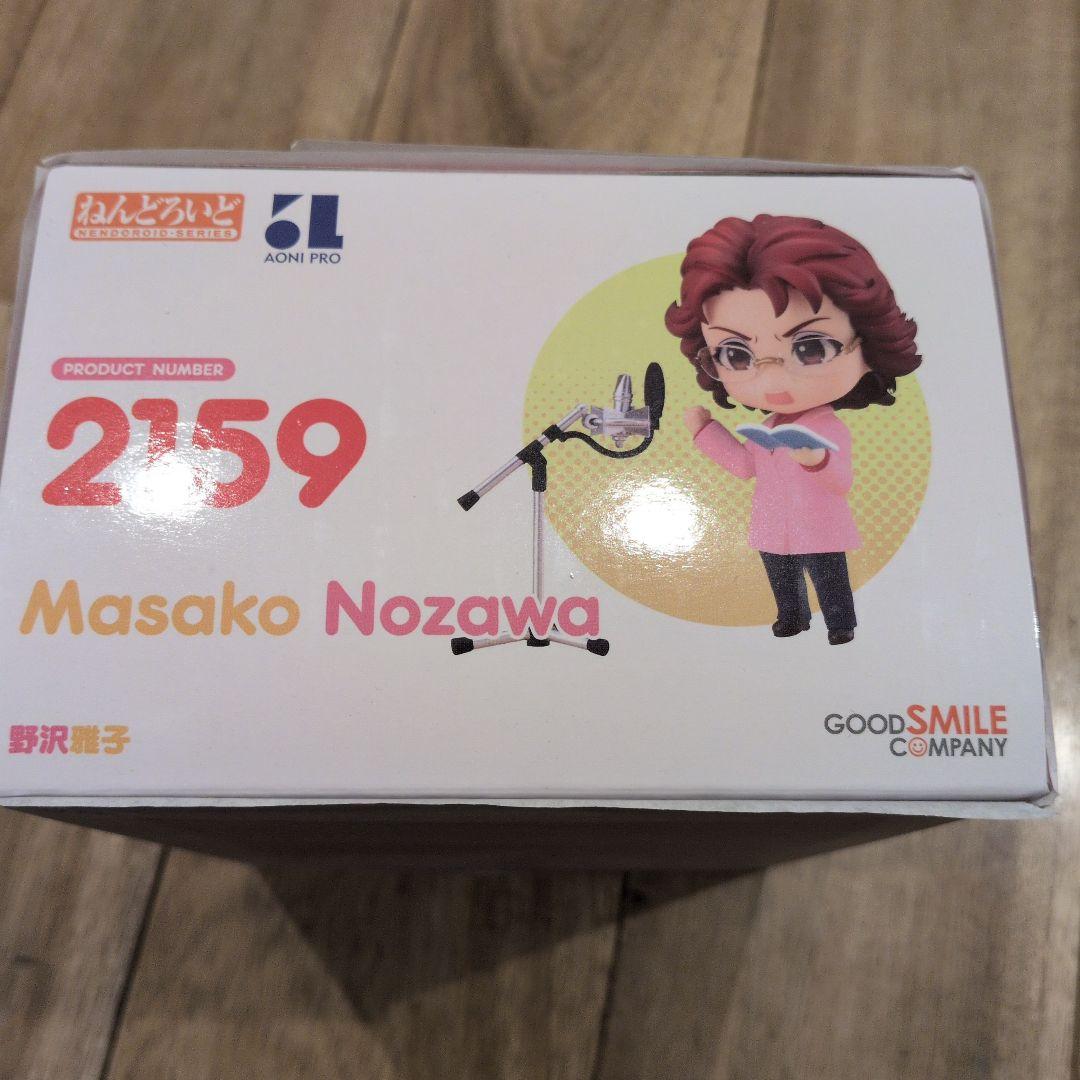 ねんどろいど
NENDOROID-SERIES
AONI PRO
PRODUCT NUMBER
2159
Masako Nozawa
野沢雅子
GOOD SMILE
COMPANY